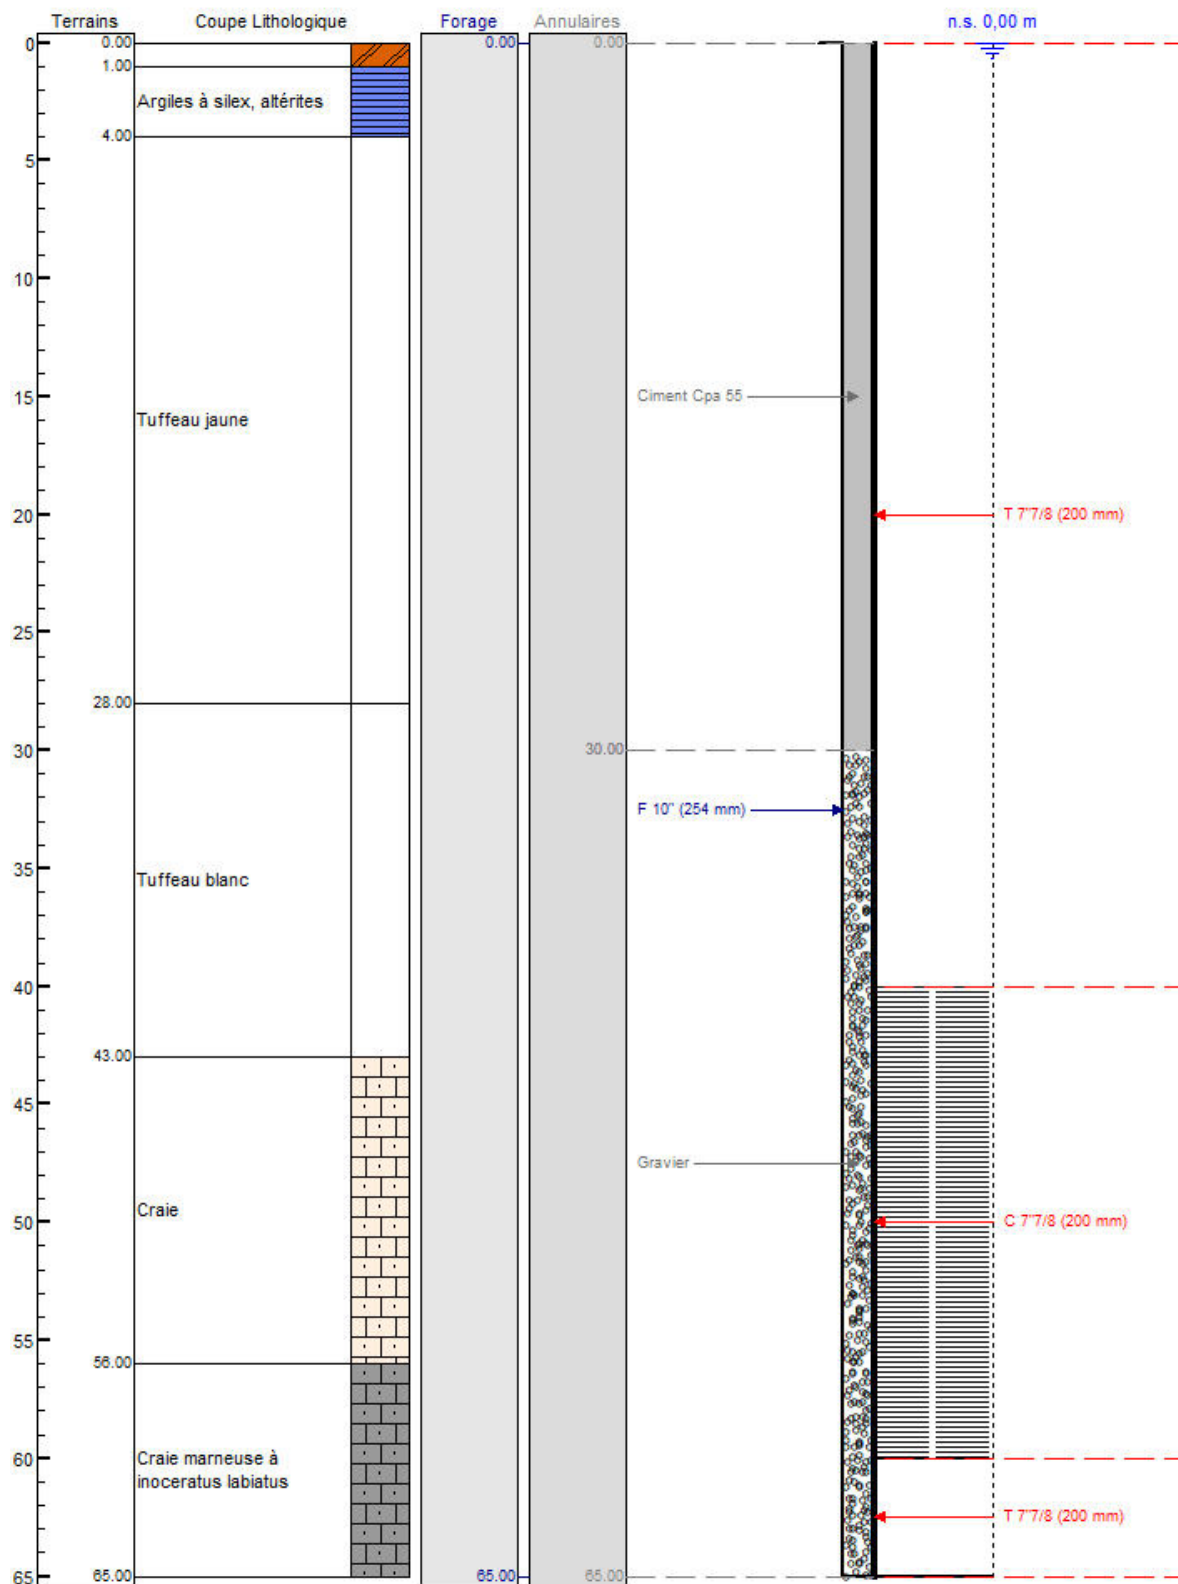 Terrains Coupe Lithologique Forage Annulaires n.s. 0,00 m
0 0.00 0.00 0.00
1.00
Argiles à silex, altérites
4.00
5
10
15 Ciment Cpa 55
Tuffeau jaune
20 T 7"7/8 (200 mm)
25
28.00
30 30.00
F 10" (254 mm)
35
Tuffeau blanc
40
43.00
45
Gravier
Craie
50 C 7"7/8 (200 mm)
55
56.00
60 Craie marneuse à
inoceratus labiatus
T 7"7/8 (200 mm)
65 65.00 65.00 65.00